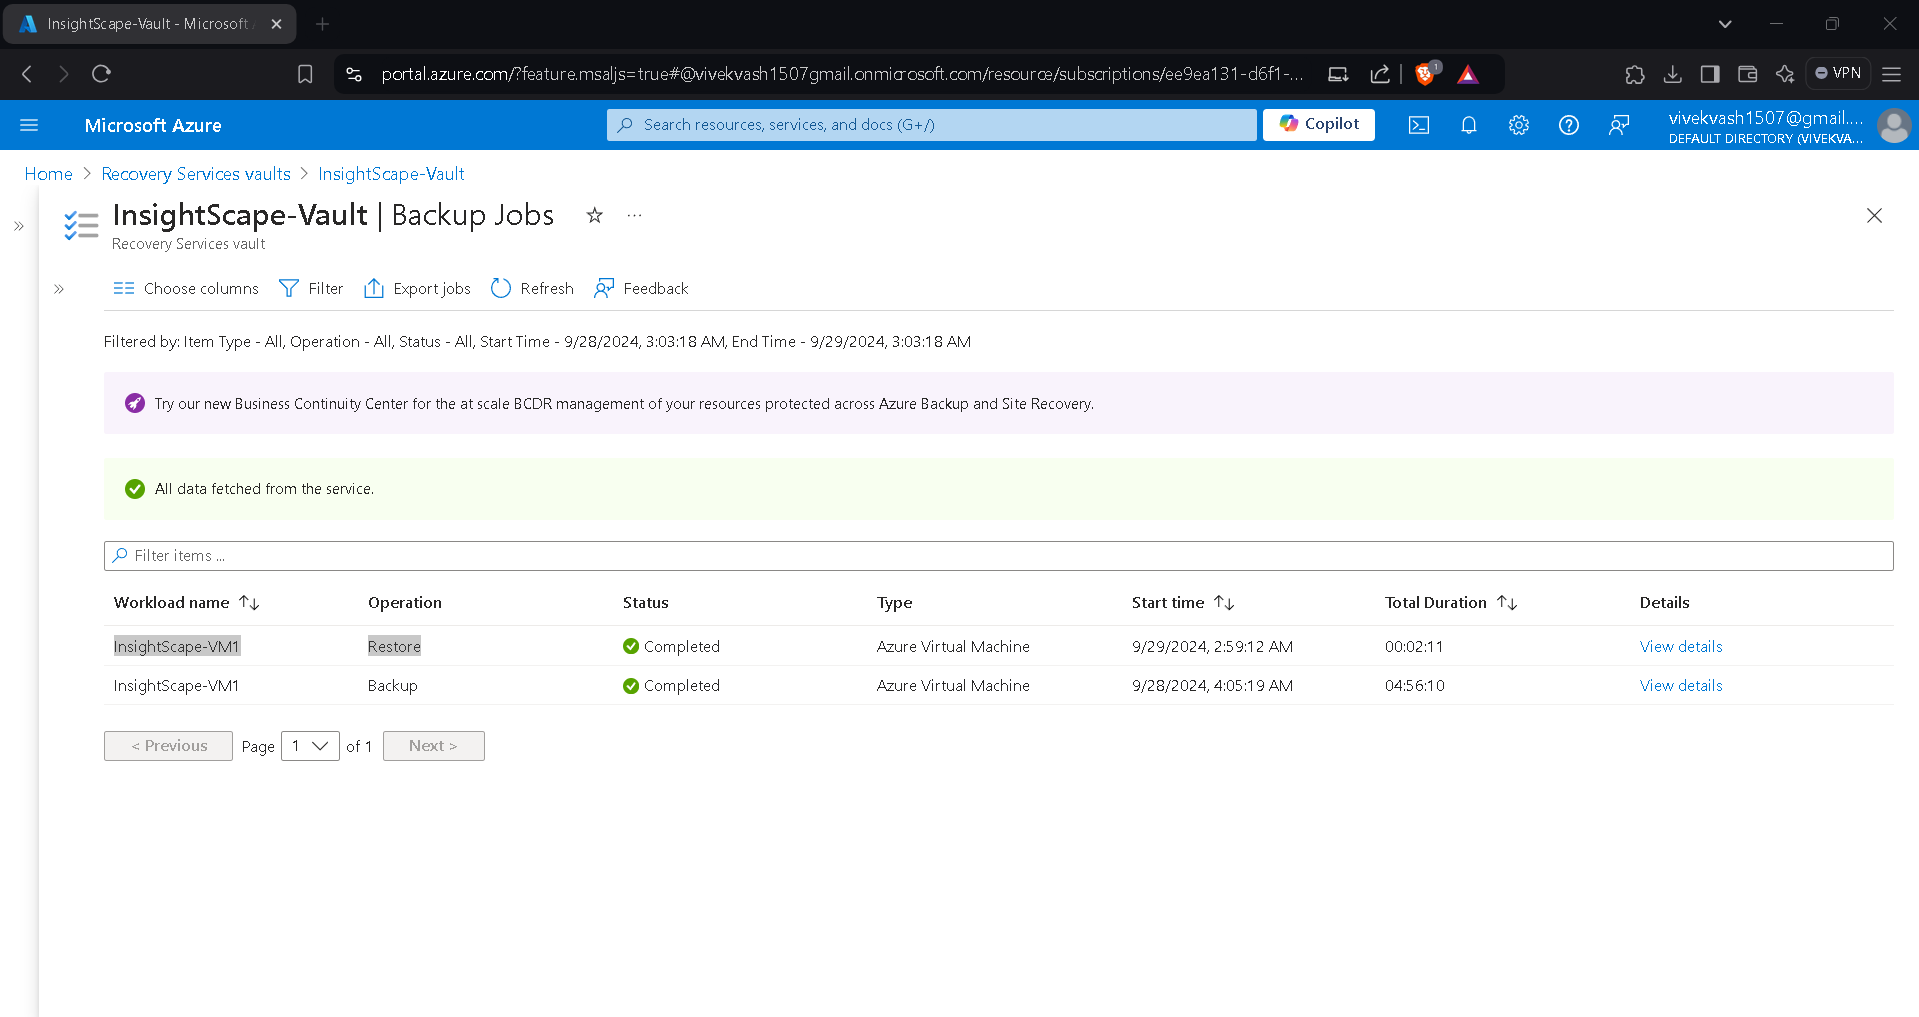 InsightScape-Vault - Microsoft
portal.azure.com/?feature.msaljs=true#@vivekvash1507gmail.onmicrosoft.com/resource/subscriptions/ee9ea131-d6f1-...
1
VPN
Microsoft Azure
Search resources, services, and docs (G+/)
Copilot
vivekvash1507@gmail....
DEFAULT DIRECTORY (VIVEKVA...
Home > Recovery Services vaults > InsightScape-Vault
InsightScape-Vault | Backup Jobs
Recovery Services vault
Choose columns Filter Export jobs Refresh Feedback
Filtered by: Item Type - All, Operation - All, Status - All, Start Time - 9/28/2024, 3:03:18 AM, End Time - 9/29/2024, 3:03:18 AM
Try our new Business Continuity Center for the at scale BCDR management of your resources protected across Azure Backup and Site Recovery.
All data fetched from the service.
Filter items ...
Workload name Operation Status Type Start time Total Duration Details
InsightScape-VM1 Restore Completed Azure Virtual Machine 9/29/2024, 2:59:12 AM 00:02:11 View details
InsightScape-VM1 Backup Completed Azure Virtual Machine 9/28/2024, 4:05:19 AM 04:56:10 View details
< Previous Page 1 of 1 Next >